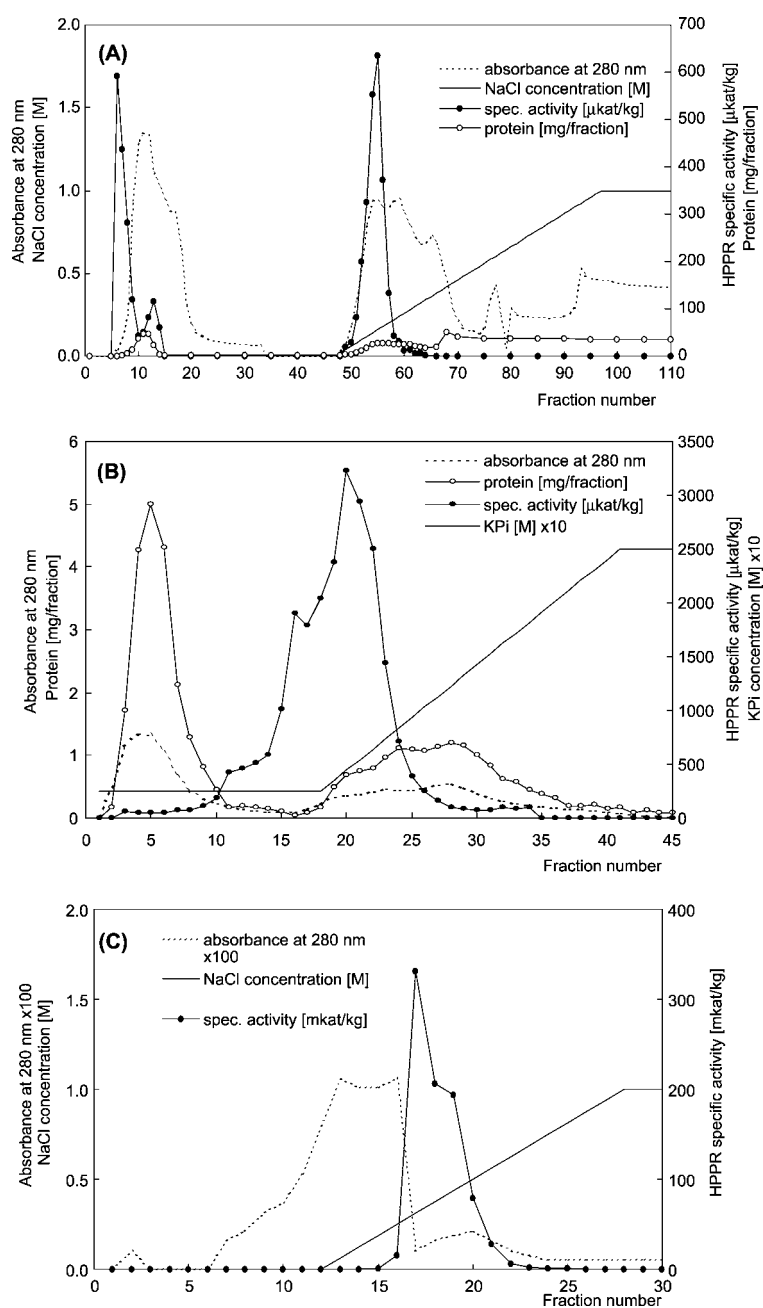 (A)
2.0
1.5
1.0
0.5
0.0
Absorbance at 280 nm
NaCl concentration [M]
absorbance at 280 nm
NaCl concentration [M]
spec. activity [µkat/kg]
protein [mg/fraction]
700
600
500
400
300
200
100
0
HPPR specific activity [µkat/kg]
Protein [mg/fraction]
0 10 20 30 40 50 60 70 80 90 100 110
Fraction number
(B)
6
5
4
3
2
1
0
Absorbance at 280 nm
Protein [mg/fraction]
absorbance at 280 nm
protein [mg/fraction]
spec. activity [µkat/kg]
KPi [M] x10
3500
3000
2500
2000
1500
1000
500
0
HPPR specific activity [µkat/kg]
KPi concentration [M] x10
0 5 10 15 20 25 30 35 40 45
Fraction number
(C)
2.0
1.5
1.0
0.5
0.0
Absorbance at 280 nm x100
NaCl concentration [M]
absorbance at 280 nm
x100
NaCl concentration [M]
spec. activity [mkat/kg]
400
300
200
100
0
HPPR specific activity [mkat/kg]
0 10 20 30
Fraction number